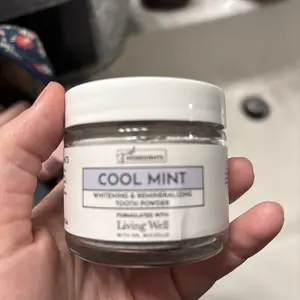 INGREDIENTS
COOL MINT
WHITENING & REMINERALIZING
TOOTH POWDER
FORMULATED WITH
Living Well
WITH DR. MICHELLE